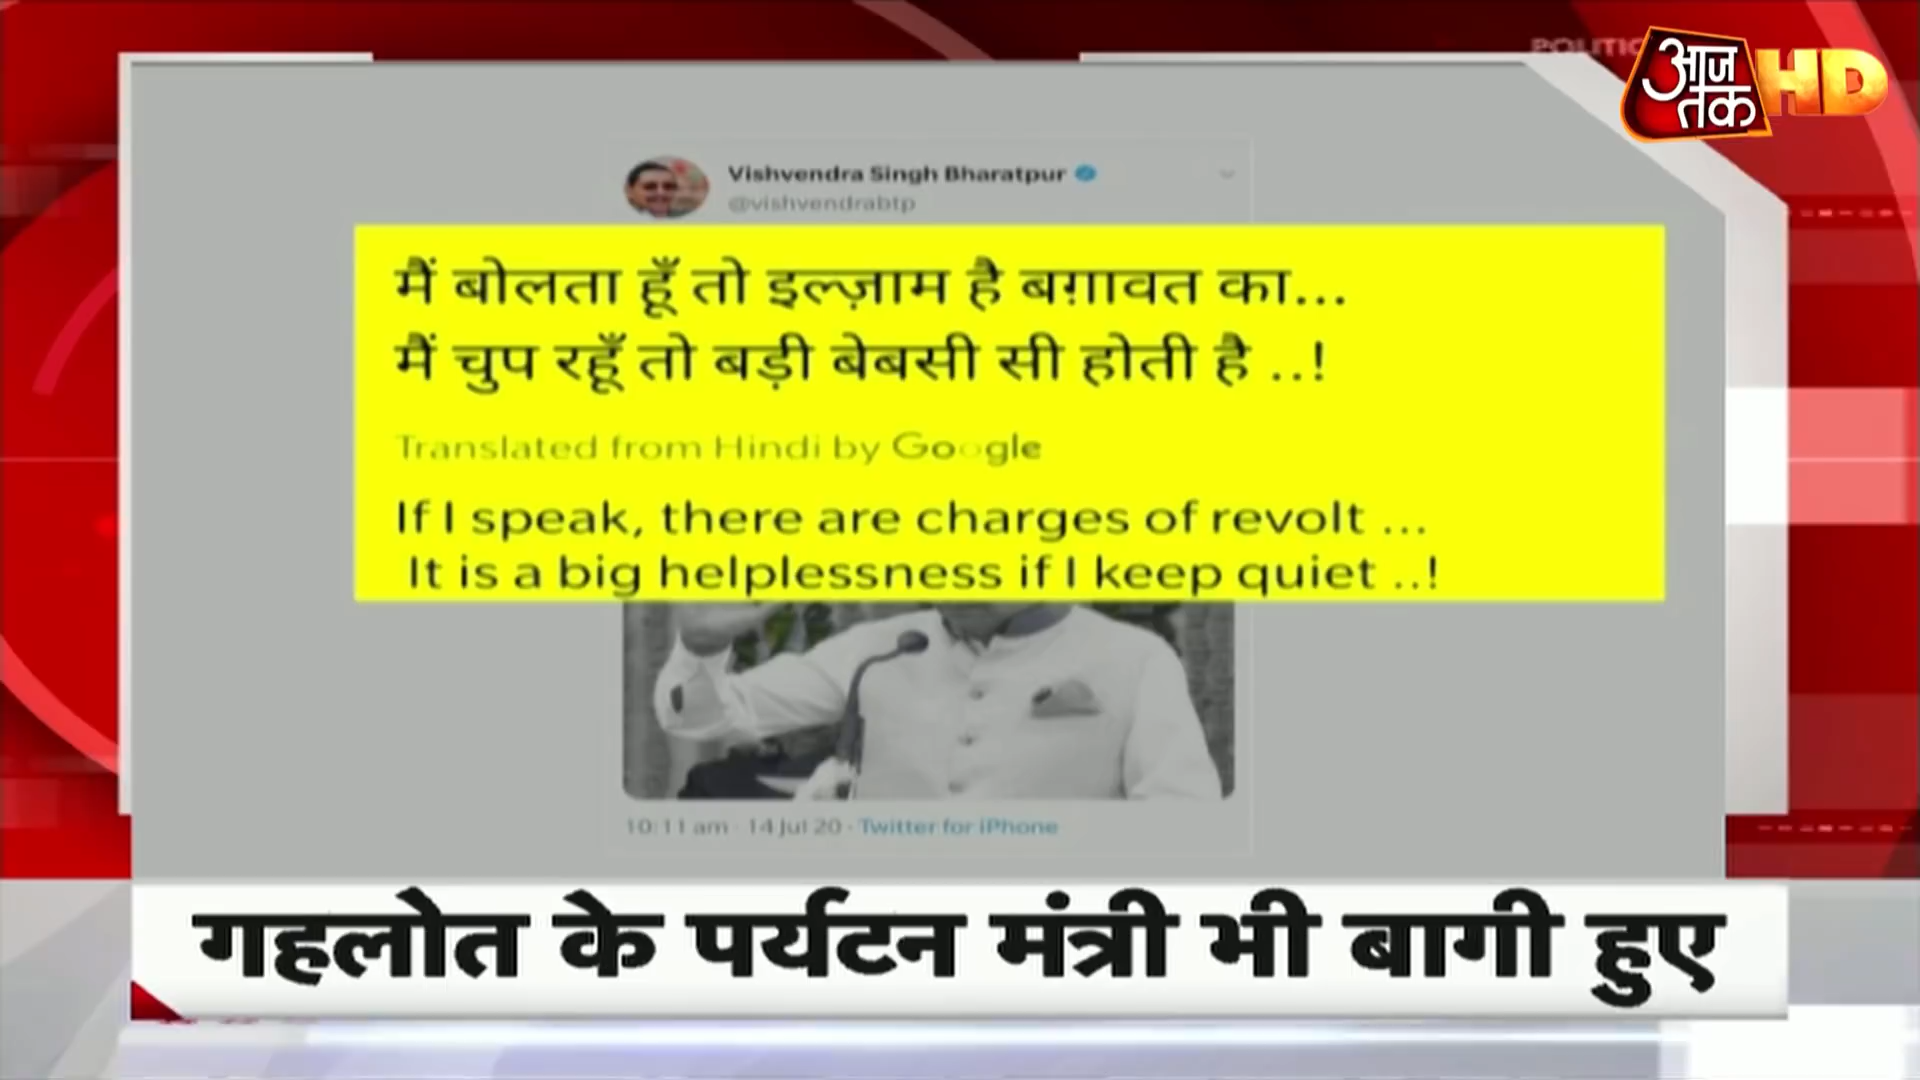 POLITIC
आज तक HD
Vishvendra Singh Bharatpur
@vishvendrabtp
मैं बोलता हूँ तो इल्ज़ाम है बग़ावत का...
मैं चुप रहूँ तो बड़ी बेबसी सी होती है ..!
Translated from Hindi by Google
If I speak, there are charges of revolt ...
It is a big helplessness if I keep quiet ..!
10:11 am · 14 Jul 20 · Twitter for iPhone
गहलोत के पर्यटन मंत्री भी बागी हुए